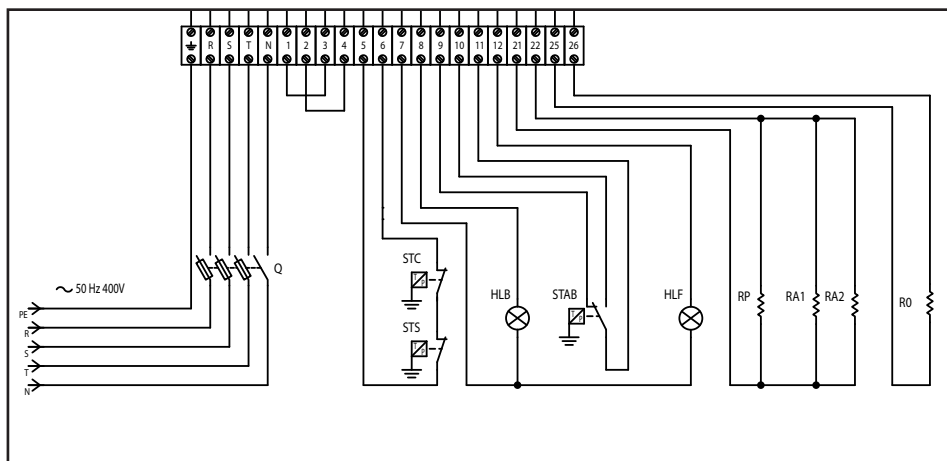 R S T N 1 2 3 4 5 6 7 8 9 10 11 12 21 22 25 26
Q
STC
T P
~ 50 Hz 400V
HLB
STAB
T P
HLF
RP
RA1
RA2
R0
PE
R
STS
T P
S
T
N